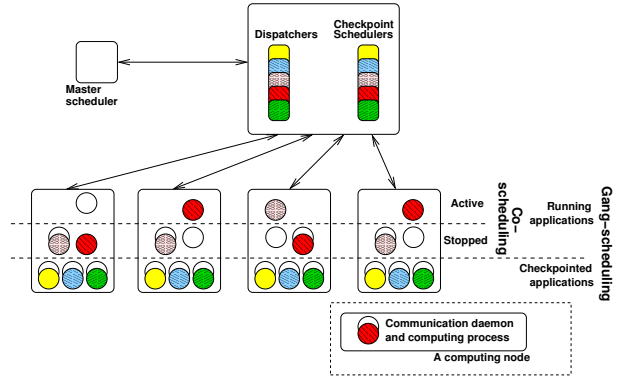 Dispatchers
Checkpoint
Schedulers
Master
scheduler
Active
Stopped
Co-
scheduling
Running
applications
Checkpointed
applications
Gang-scheduling
Communication daemon
and computing process
A computing node